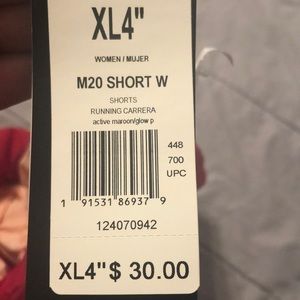 XL4"
WOMEN / MUJER
M20 SHORT W
SHORTS
RUNNING CARRERA
active maroon/glow p
448
700
UPC
1 91531 86937 9
124070942
XL4" $ 30.00